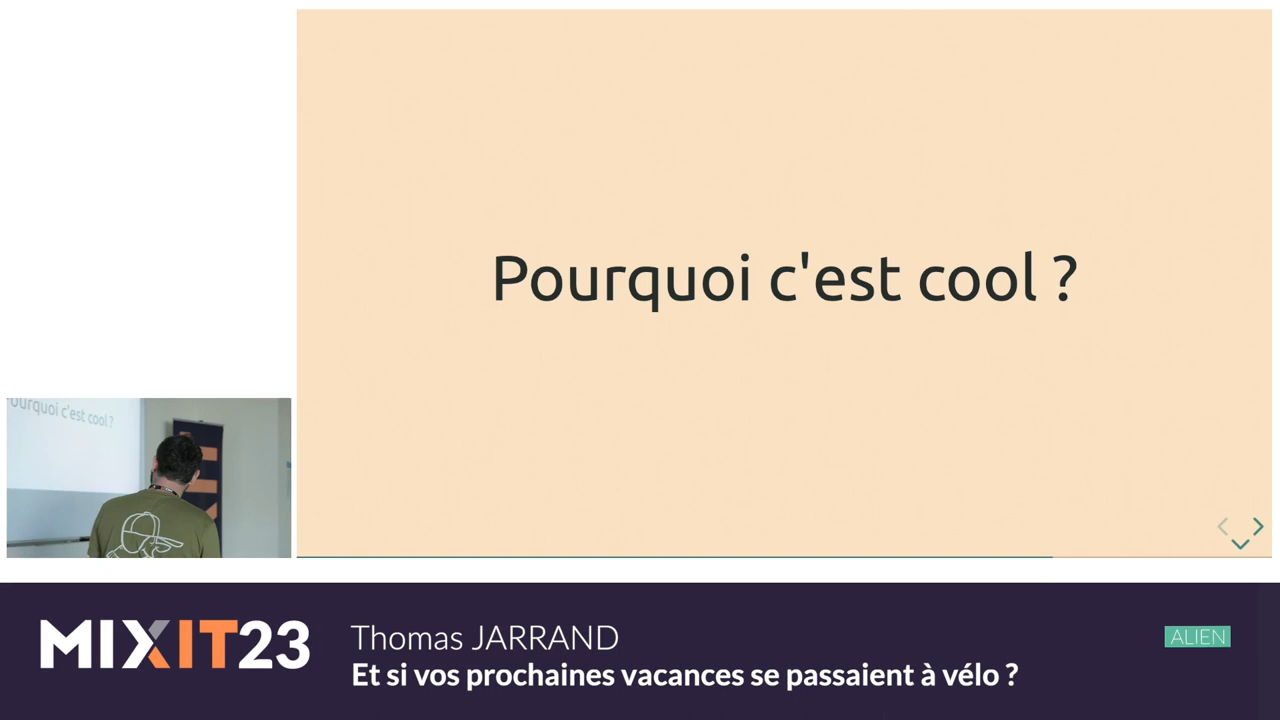 Pourquoi c'est cool ?
ourquoi c'est cool ?
MIXIT23
Thomas JARRAND
ALIEN
Et si vos prochaines vacances se passaient à vélo ?